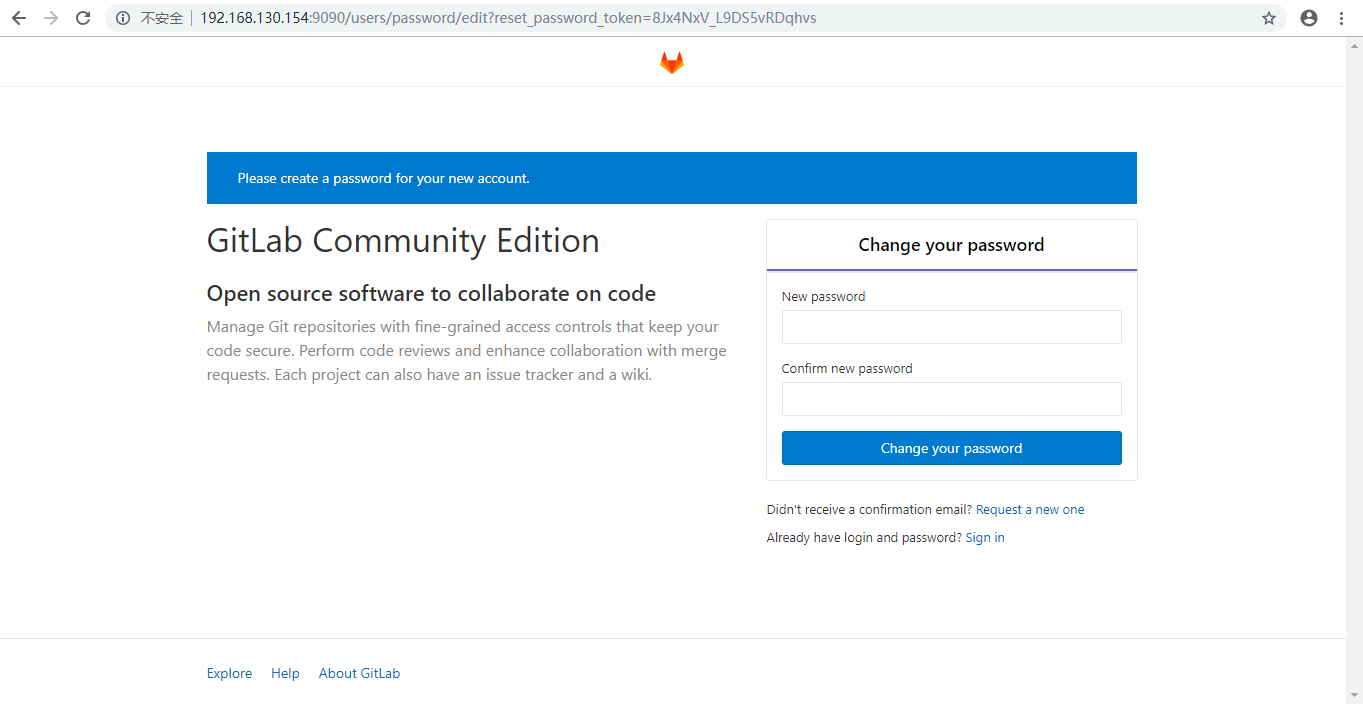 不安全 192.168.130.154:9090/users/password/edit?reset_password_token=8Jx4NxV_L9DS5vRDqhvs
Please create a password for your new account.
GitLab Community Edition
Open source software to collaborate on code
Manage Git repositories with fine-grained access controls that keep your
code secure. Perform code reviews and enhance collaboration with merge
requests. Each project can also have an issue tracker and a wiki.
Change your password
New password
Confirm new password
Change your password
Didn't receive a confirmation email? Request a new one
Already have login and password? Sign in
Explore Help About GitLab